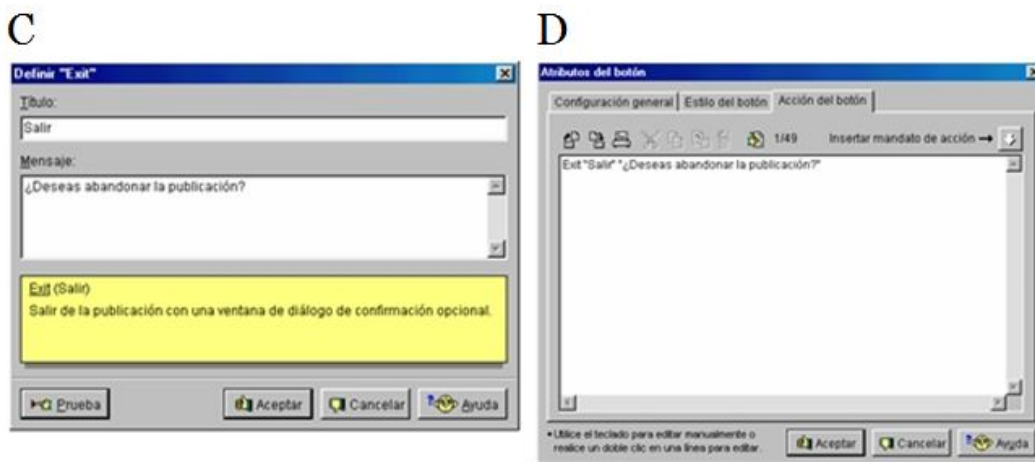 C
Definir "Exit"
Título:
Salir
Mensaje:
¿Deseas abandonar la publicación?
Exit (Salir)
Salir de la publicación con una ventana de diálogo de confirmación opcional.
Prueba
Aceptar
Cancelar
Ayuda
D
Atributos del botón
Configuración general
Estilo del botón
Acción del botón
1/49
Insertar mandato de acción
Exit "Salir" "¿Deseas abandonar la publicación?"
• Utilice el teclado para editar manualmente o
realice un doble clic en una línea para editar.
Aceptar
Cancelar
Ayuda